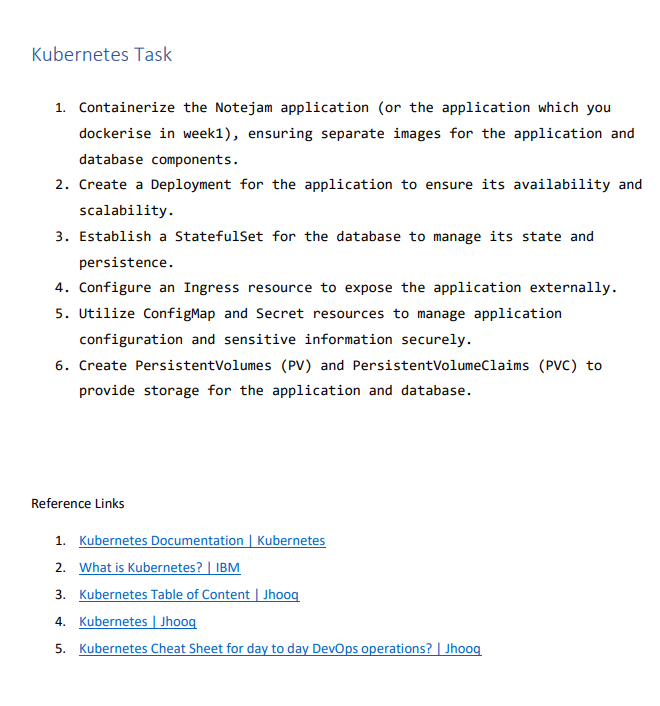 Kubernetes Task
1. Containerize the Notejam application (or the application which you
dockerise in week1), ensuring separate images for the application and
database components.
2. Create a Deployment for the application to ensure its availability and
scalability.
3. Establish a StatefulSet for the database to manage its state and
persistence.
4. Configure an Ingress resource to expose the application externally.
5. Utilize ConfigMap and Secret resources to manage application
configuration and sensitive information securely.
6. Create PersistentVolumes (PV) and PersistentVolumeClaims (PVC) to
provide storage for the application and database.
Reference Links
1. Kubernetes Documentation | Kubernetes
2. What is Kubernetes? | IBM
3. Kubernetes Table of Content | Jhooq
4. Kubernetes | Jhooq
5. Kubernetes Cheat Sheet for day to day DevOps operations? | Jhooq